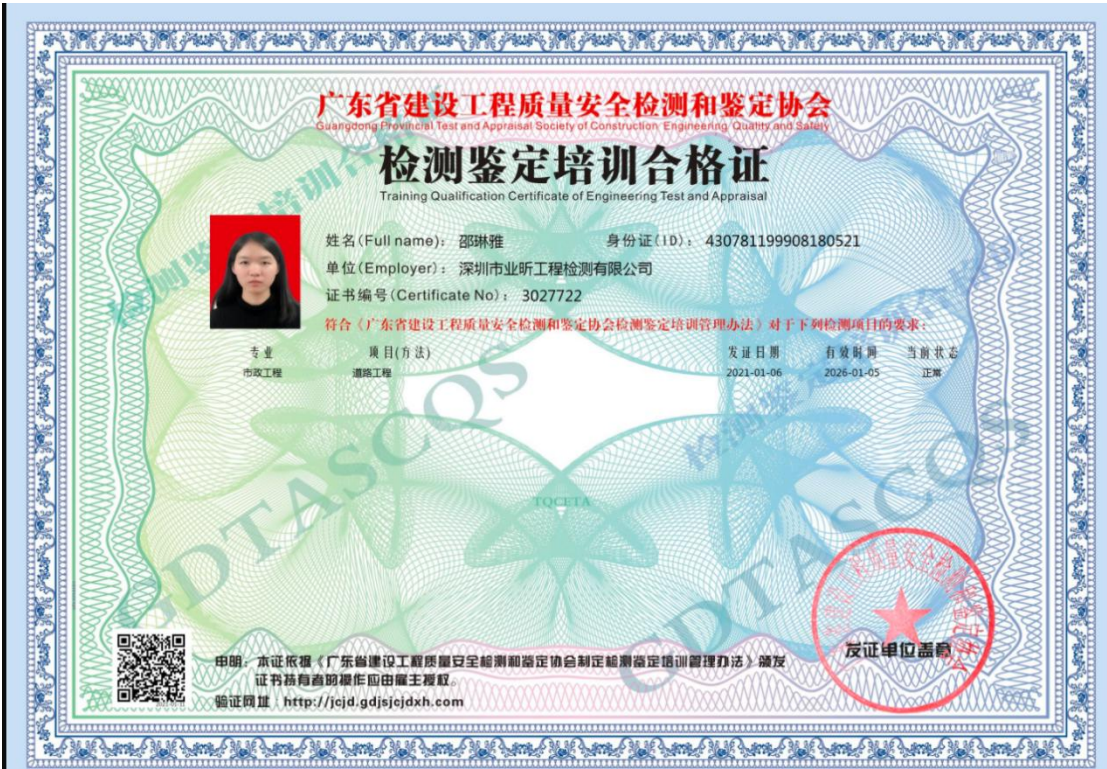 广东省建设工程质量安全检测和鉴定协会
Guangdong Provincial Test and Appraisal Society of Construction Engineering Quality and Safety
检测鉴定培训合格证
Training Qualification Certificate of Engineering Test and Appraisal
姓名(Full name): 邵琳雅 身份证(ID): 430781199908180521
单位(Employer): 深圳市业昕工程检测有限公司
证书编号(Certificate No): 3027722
符合《广东省建设工程质量安全检测和鉴定协会检测鉴定培训管理办法》对于下列检测项目的要求:
专业 项目(方法) 发证日期 有效时间 当前状态
市政工程 道路工程 2021-01-06 2026-01-05 正常
GDTASCQS
GDTASCQS
TQCETA
发证单位盖章
申明: 本证依据《广东省建设工程质量安全检测和鉴定协会制定检测鉴定培训管理办法》颁发
证书持有者的操作应由雇主授权。
验证网址: http://jcjd.gdjsjcjdxh.com